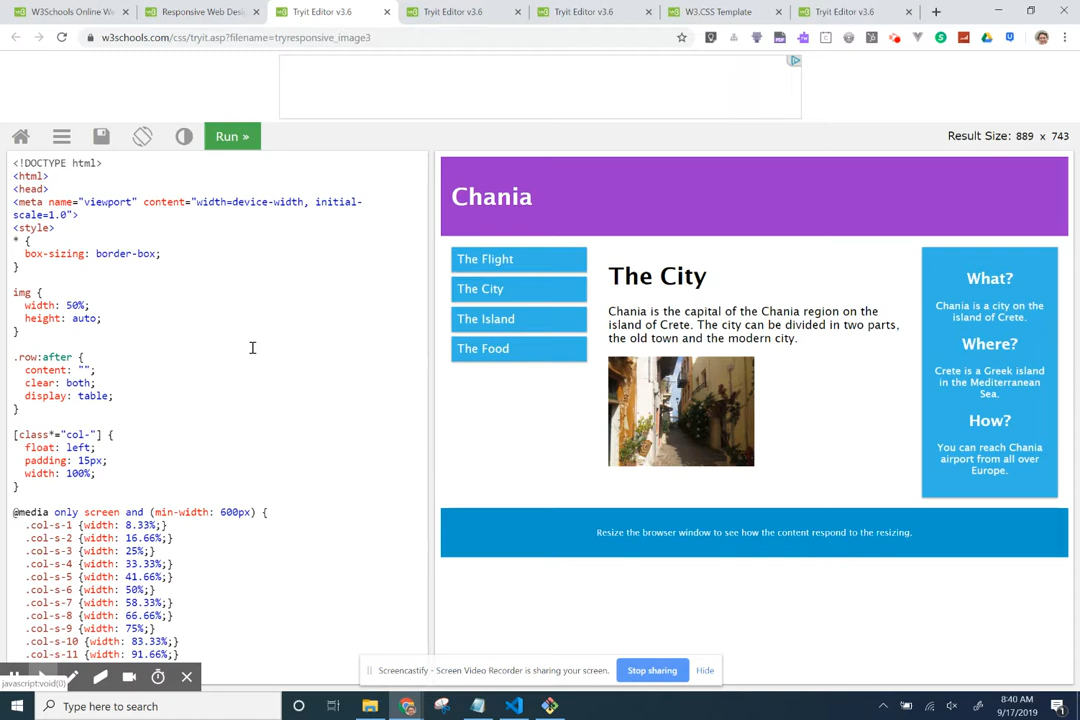 W3Schools Online We
Responsive Web Desi
Tryit Editor v3.6
Tryit Editor v3.6
Tryit Editor v3.6
W3.CSS Template
Tryit Editor v3.6
w3schools.com/css/tryit.asp?filename=tryresponsive_image3
Run »
Result Size: 889 x 743
<!DOCTYPE html>
<html>
<head>
<meta name="viewport" content="width=device-width, initial-
scale=1.0">
<style>
* {
box-sizing: border-box;
}
img {
width: 50%;
height: auto;
}
.row:after {
content: "";
clear: both;
display: table;
}
[class*="col-"] {
float: left;
padding: 15px;
width: 100%;
}
@media only screen and (min-width: 600px) {
.col-s-1 {width: 8.33%;}
.col-s-2 {width: 16.66%;}
.col-s-3 {width: 25%;}
.col-s-4 {width: 33.33%;}
.col-s-5 {width: 41.66%;}
.col-s-6 {width: 50%;}
.col-s-7 {width: 58.33%;}
.col-s-8 {width: 66.66%;}
.col-s-9 {width: 75%;}
.col-s-10 {width: 83.33%;}
.col-s-11 {width: 91.66%;}
Chania
The Flight
The City
The Island
The Food
The City
Chania is the capital of the Chania region on the
island of Crete. The city can be divided in two parts,
the old town and the modern city.
What?
Chania is a city on the
island of Crete.
Where?
Crete is a Greek island
in the Mediterranean
Sea.
How?
You can reach Chania
airport from all over
Europe.
Resize the browser window to see how the content respond to the resizing.
Screencastify - Screen Video Recorder is sharing your screen.
Stop sharing
Hide
javascript:void(0)
Type here to search
8:40 AM
9/17/2019